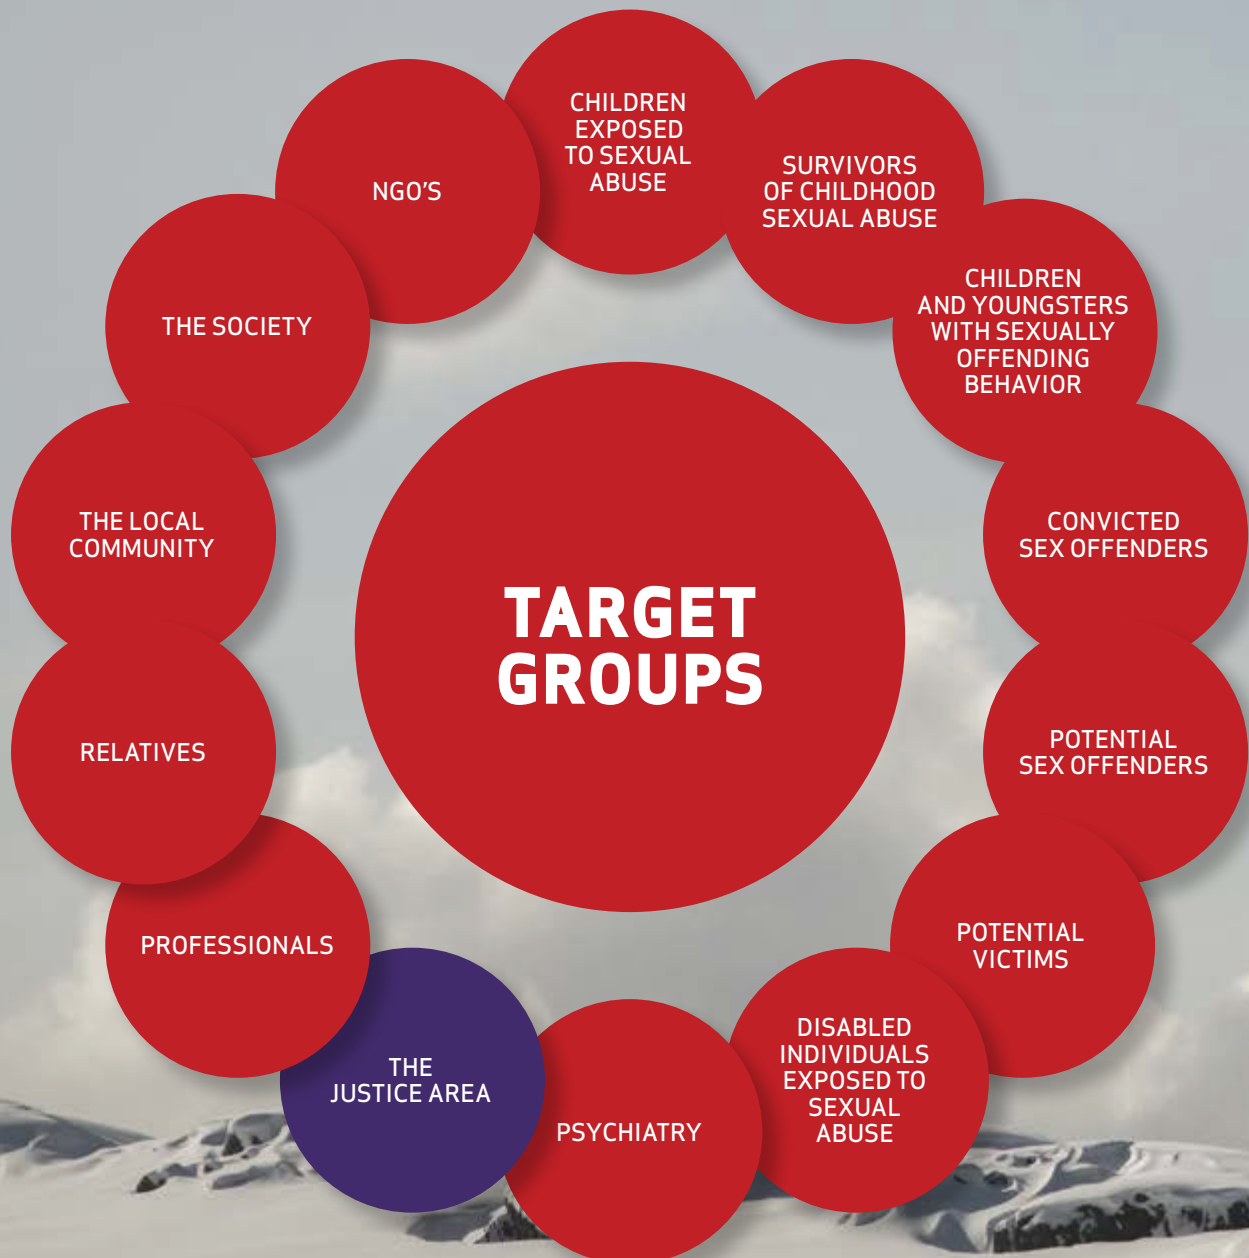 CHILDREN
EXPOSED
TO SEXUAL
ABUSE
SURVIVORS
OF CHILDHOOD
SEXUAL ABUSE
CHILDREN
AND YOUNGSTERS
WITH SEXUALLY
OFFENDING
BEHAVIOR
CONVICTED
SEX OFFENDERS
POTENTIAL
SEX OFFENDERS
POTENTIAL
VICTIMS
DISABLED
INDIVIDUALS
EXPOSED TO
SEXUAL
ABUSE
PSYCHIATRY
THE
JUSTICE AREA
PROFESSIONALS
RELATIVES
THE LOCAL
COMMUNITY
THE SOCIETY
NGO'S
TARGET
GROUPS